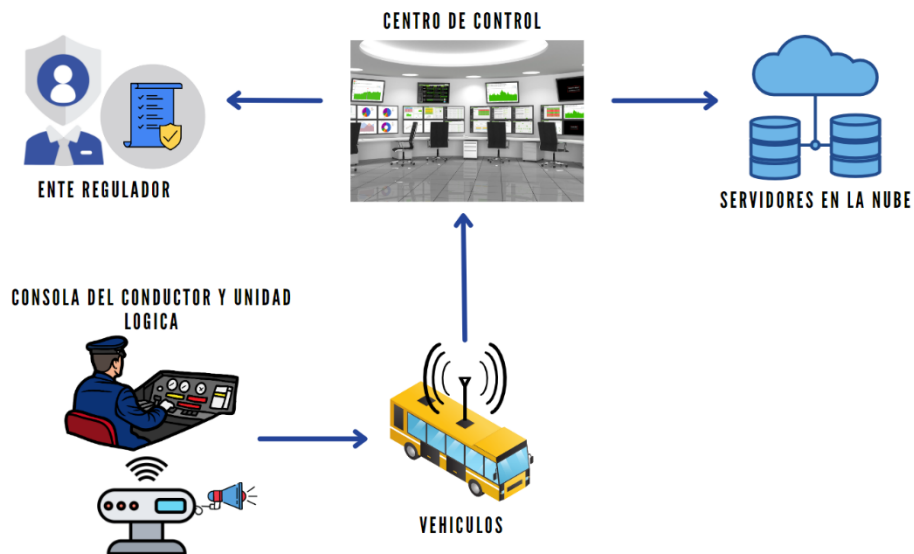 CENTRO DE CONTROL
ENTE REGULADOR
SERVIDORES EN LA NUBE
CONSOLA DEL CONDUCTOR Y UNIDAD
LOGICA
VEHICULOS